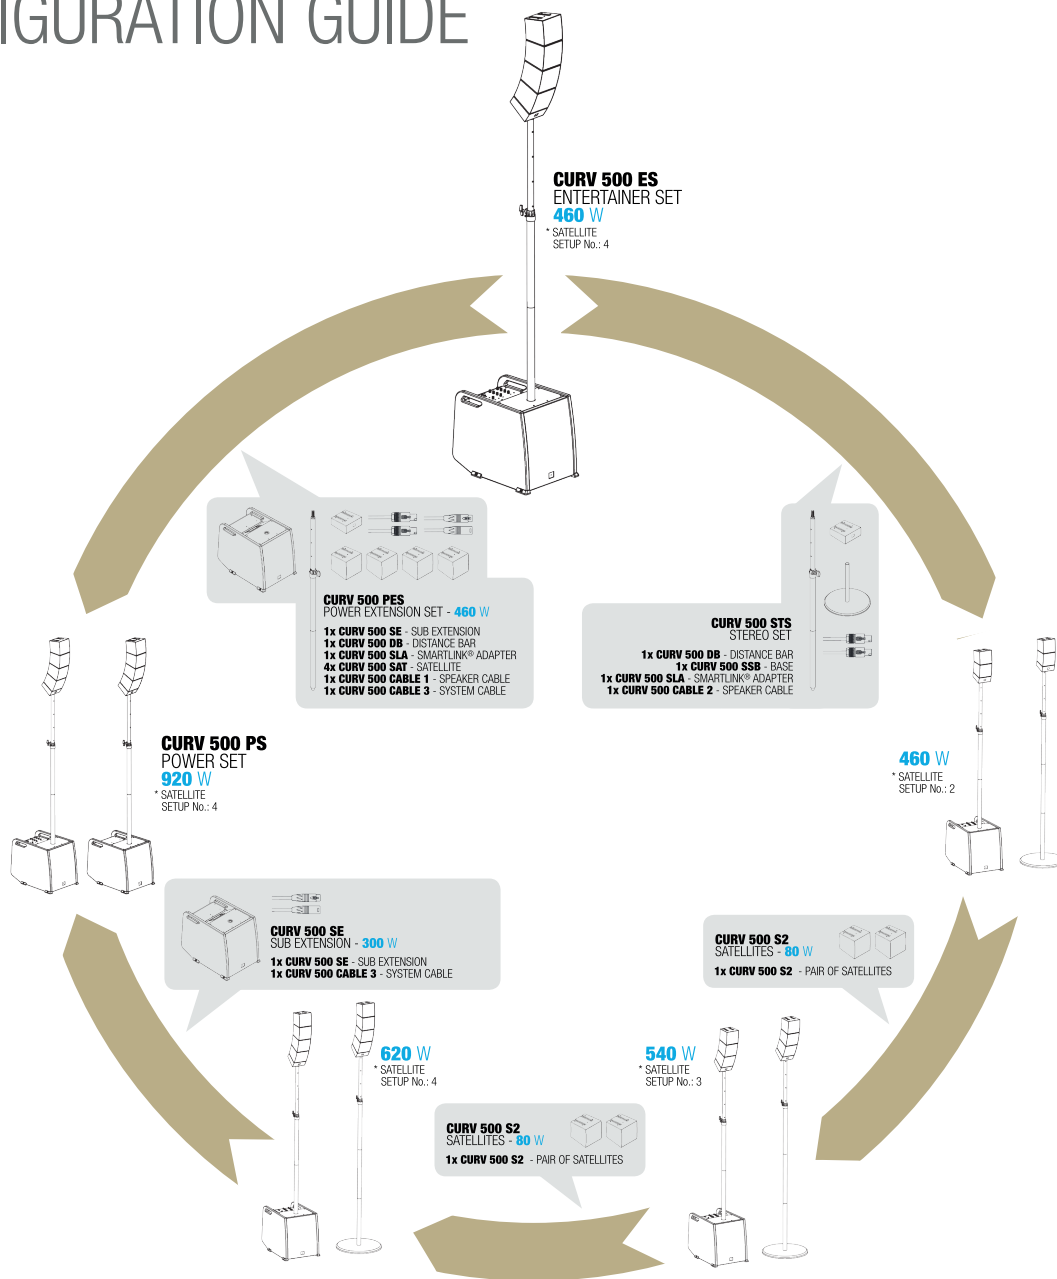 IGURATION GUIDE
CURV 500 ES
ENTERTAINER SET
460 W
* SATELLITE
SETUP No.: 4
CURV 500 PES
POWER EXTENSION SET - 460 W
1x CURV 500 SE - SUB EXTENSION
1x CURV 500 DB - DISTANCE BAR
1x CURV 500 SLA - SMARTLINK® ADAPTER
4x CURV 500 SAT - SATELLITE
1x CURV 500 CABLE 1 - SPEAKER CABLE
1x CURV 500 CABLE 3 - SYSTEM CABLE
CURV 500 STS
STEREO SET
1x CURV 500 DB - DISTANCE BAR
1x CURV 500 SSB - BASE
1x CURV 500 SLA - SMARTLINK® ADAPTER
1x CURV 500 CABLE 2 - SPEAKER CABLE
CURV 500 PS
POWER SET
920 W
* SATELLITE
SETUP No.: 4
460 W
* SATELLITE
SETUP No.: 2
CURV 500 SE
SUB EXTENSION - 300 W
1x CURV 500 SE - SUB EXTENSION
1x CURV 500 CABLE 3 - SYSTEM CABLE
CURV 500 S2
SATELLITES - 80 W
1x CURV 500 S2 - PAIR OF SATELLITES
620 W
* SATELLITE
SETUP No.: 4
540 W
* SATELLITE
SETUP No.: 3
CURV 500 S2
SATELLITES - 80 W
1x CURV 500 S2 - PAIR OF SATELLITES